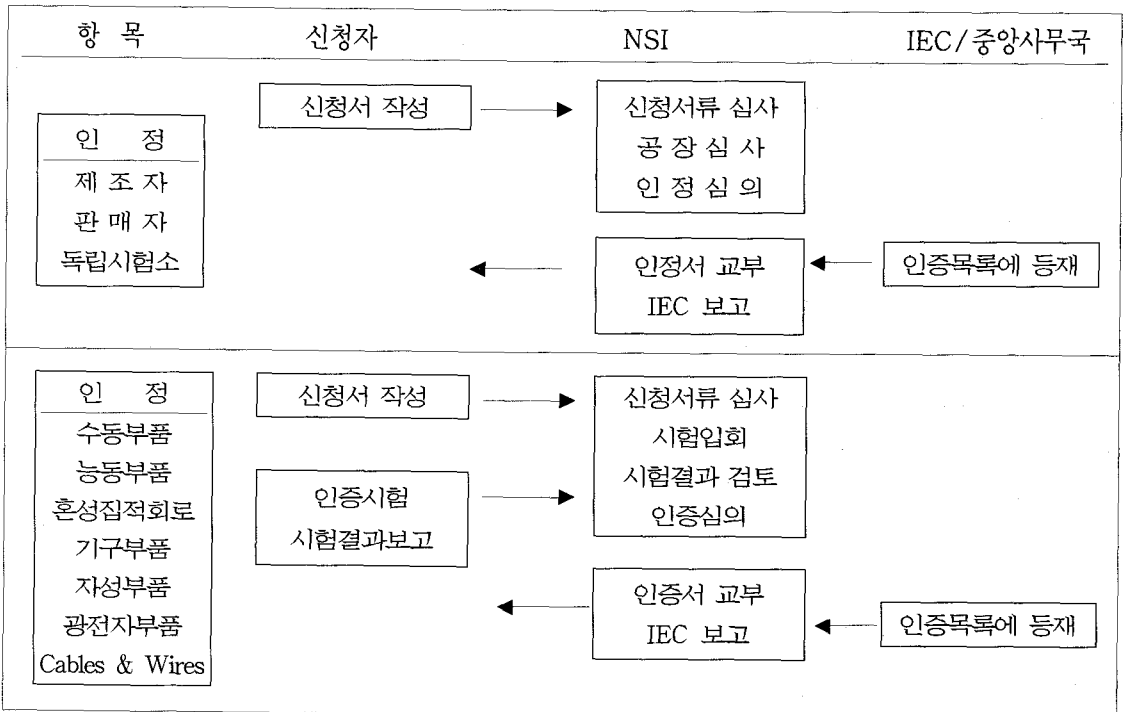 항 목 신청자 NSI IEC/중앙사무국
신청서 작성
인 정
제 조 자
판 매 자
독립시험소
신청서류 심사
공 장 심 사
인 정 심 의
인정서 교부
IEC 보고
인증목록에 등재
인 정
수동부품
능동부품
혼성집적회로
기구부품
자성부품
광전자부품
Cables & Wires
신청서 작성
인증시험
시험결과보고
신청서류 심사
시험입회
시험결과 검토
인증심의
인증서 교부
IEC 보고
인증목록에 등재